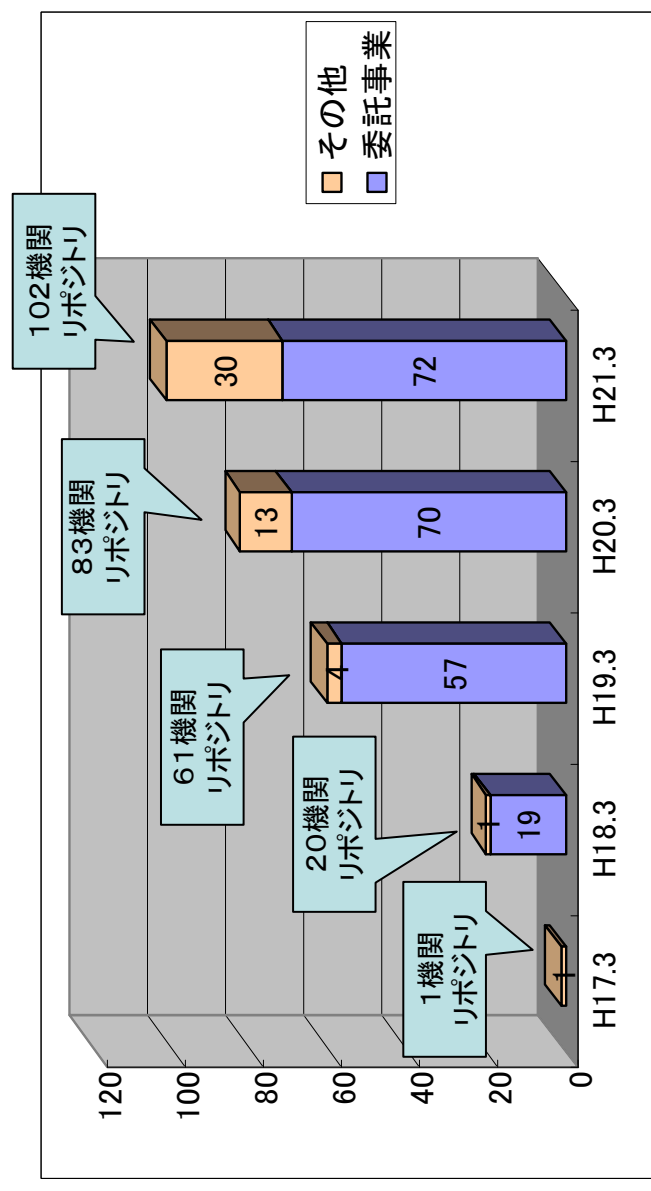 102機関
リポジトリ
83機関
リポジトリ
61機関
リポジトリ
20機関
リポジトリ
1機関
リポジトリ
120
100
80
60
40
20
0
1
1
19
4
57
13
70
30
72
H17.3
H18.3
H19.3
H20.3
H21.3
その他
委託事業